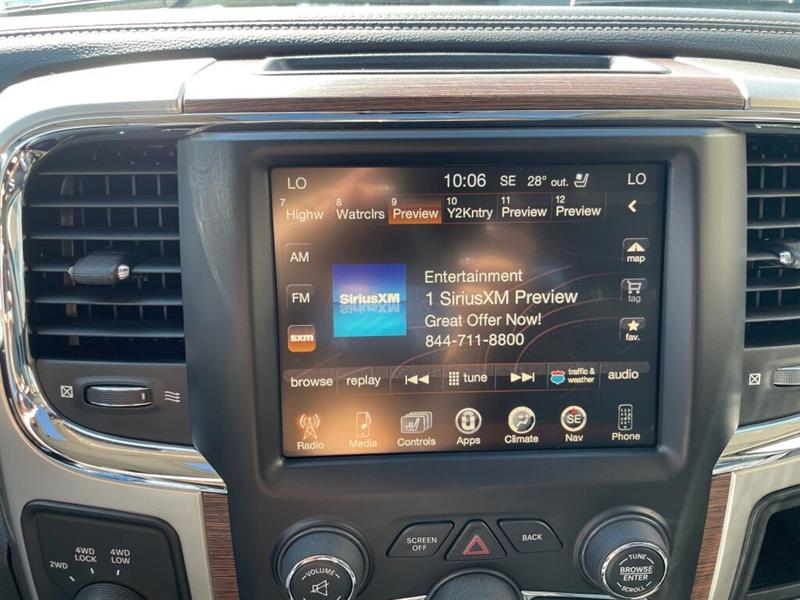 LO 10:06 SE 28° out. LO
7 Highw 8 Watrclrs 9 Preview 10 Y2Kntry 11 Preview 12 Preview
AM
FM
sxm
SiriusXM
Entertainment
1 SiriusXM Preview
Great Offer Now!
844-711-8800
map
tag
fav.
browse replay tune traffic & weather audio
Radio Media Controls Apps Climate SE Nav Phone
2WD 4WD LOCK 4WD LOW
VOLUME
SCREEN OFF
BACK
TUNE
BROWSE
ENTER
SCROLL